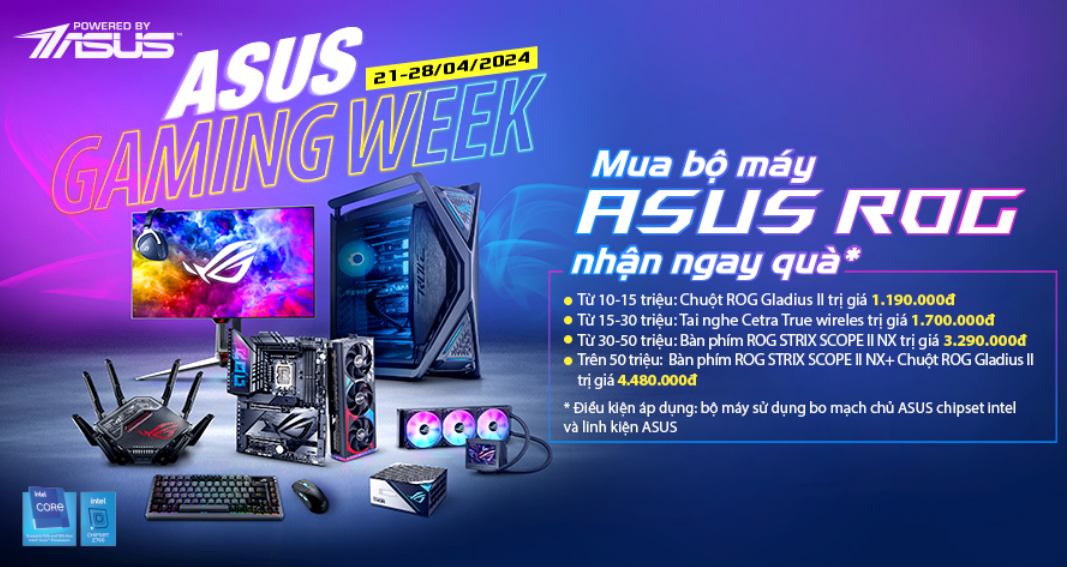 POWERED BY
ASUS
ASUS
21-28/04/2024
GAMING WEEK
Mua bộ máy
ASUS ROG
nhận ngay quà*
Từ 10-15 triệu: Chuột ROG Gladius II trị giá 1.190.000đ
Từ 15-30 triệu: Tai nghe Cetra True wireles trị giá 1.700.000đ
Từ 30-50 triệu: Bàn phím ROG STRIX SCOPE II NX trị giá 3.290.000đ
Trên 50 triệu: Bàn phím ROG STRIX SCOPE II NX+ Chuột ROG Gladius II
trị giá 4.480.000đ
* Điều kiện áp dụng: bộ máy sử dụng bo mạch chủ ASUS chipset intel
và linh kiện ASUS
intel
CORE
intel
CHIPSET
Z790